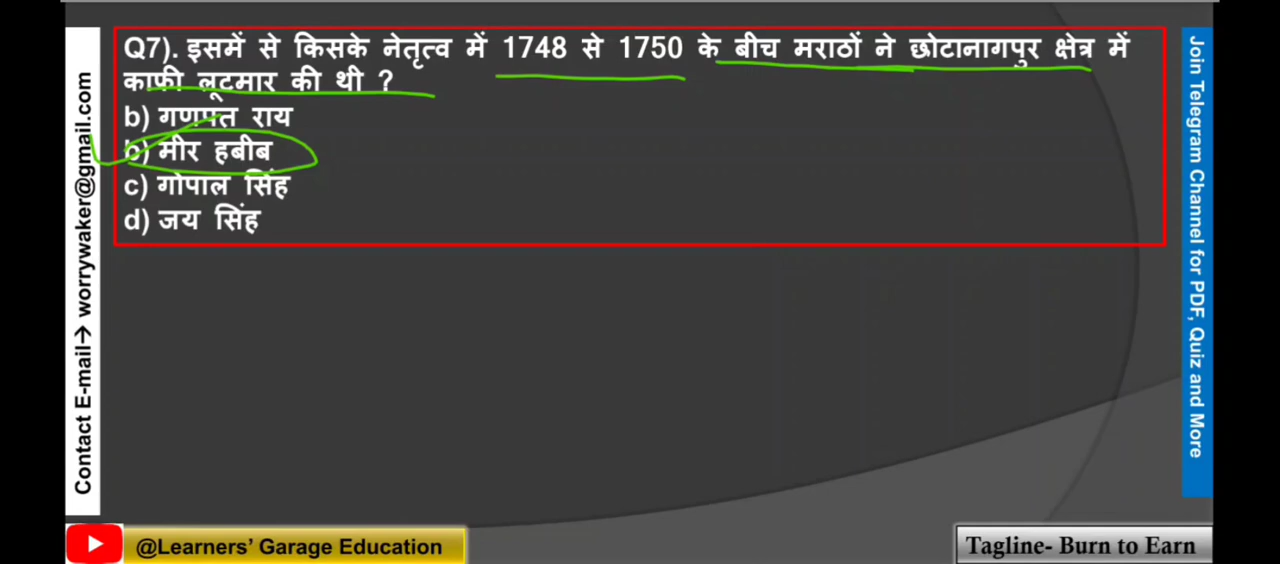 Contact E-mail→ worrywaker@gmail.com
Q7). इसमें से किसके नेतृत्व में 1748 से 1750 के बीच मराठों ने छोटानागपुर क्षेत्र में
काफी लूटमार की थी ?
b) गणपत राय
b) मीर हबीब
c) गोपाल सिंह
d) जय सिंह
Join Telegram Channel for PDF, Quiz and More
@Learners’ Garage Education
Tagline- Burn to Earn